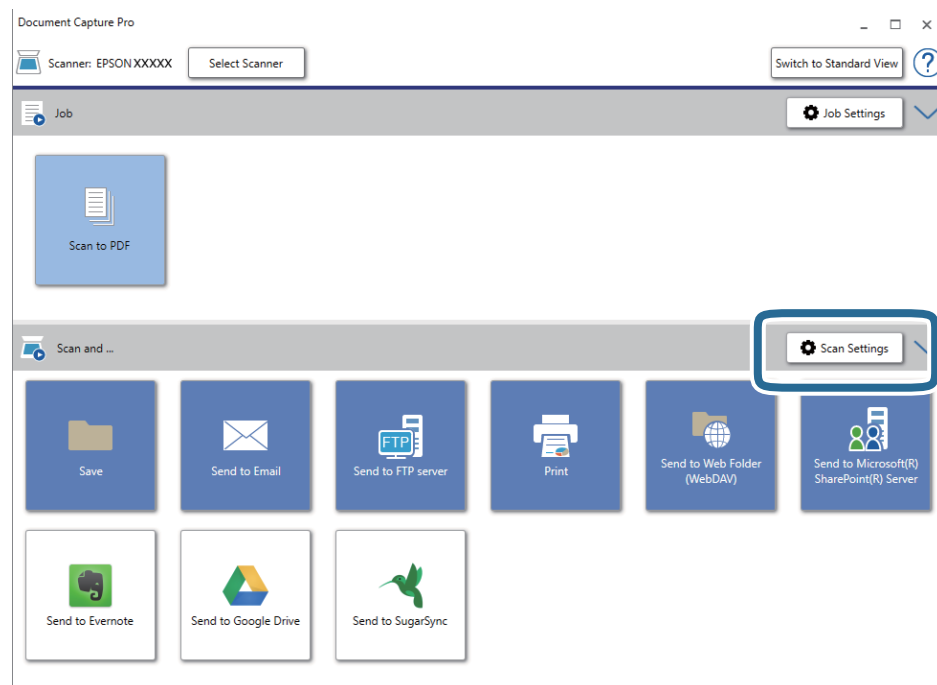 Document Capture Pro
Scanner: EPSON XXXXX
Select Scanner
Switch to Standard View
?
Job
Job Settings
Scan to PDF
Scan and ...
Scan Settings
Save
Send to Email
FTP
Send to FTP server
Print
Send to Web Folder
(WebDAV)
Send to Microsoft(R)
SharePoint(R) Server
Send to Evernote
Send to Google Drive
Send to SugarSync